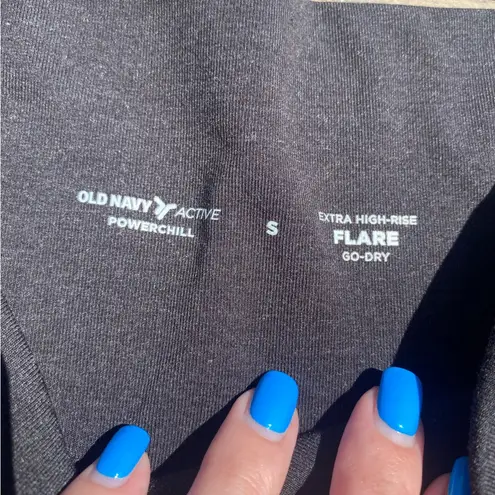 OLD NAVY ACTIVE
POWERCHILL
S
EXTRA HIGH-RISE
FLARE
GO-DRY